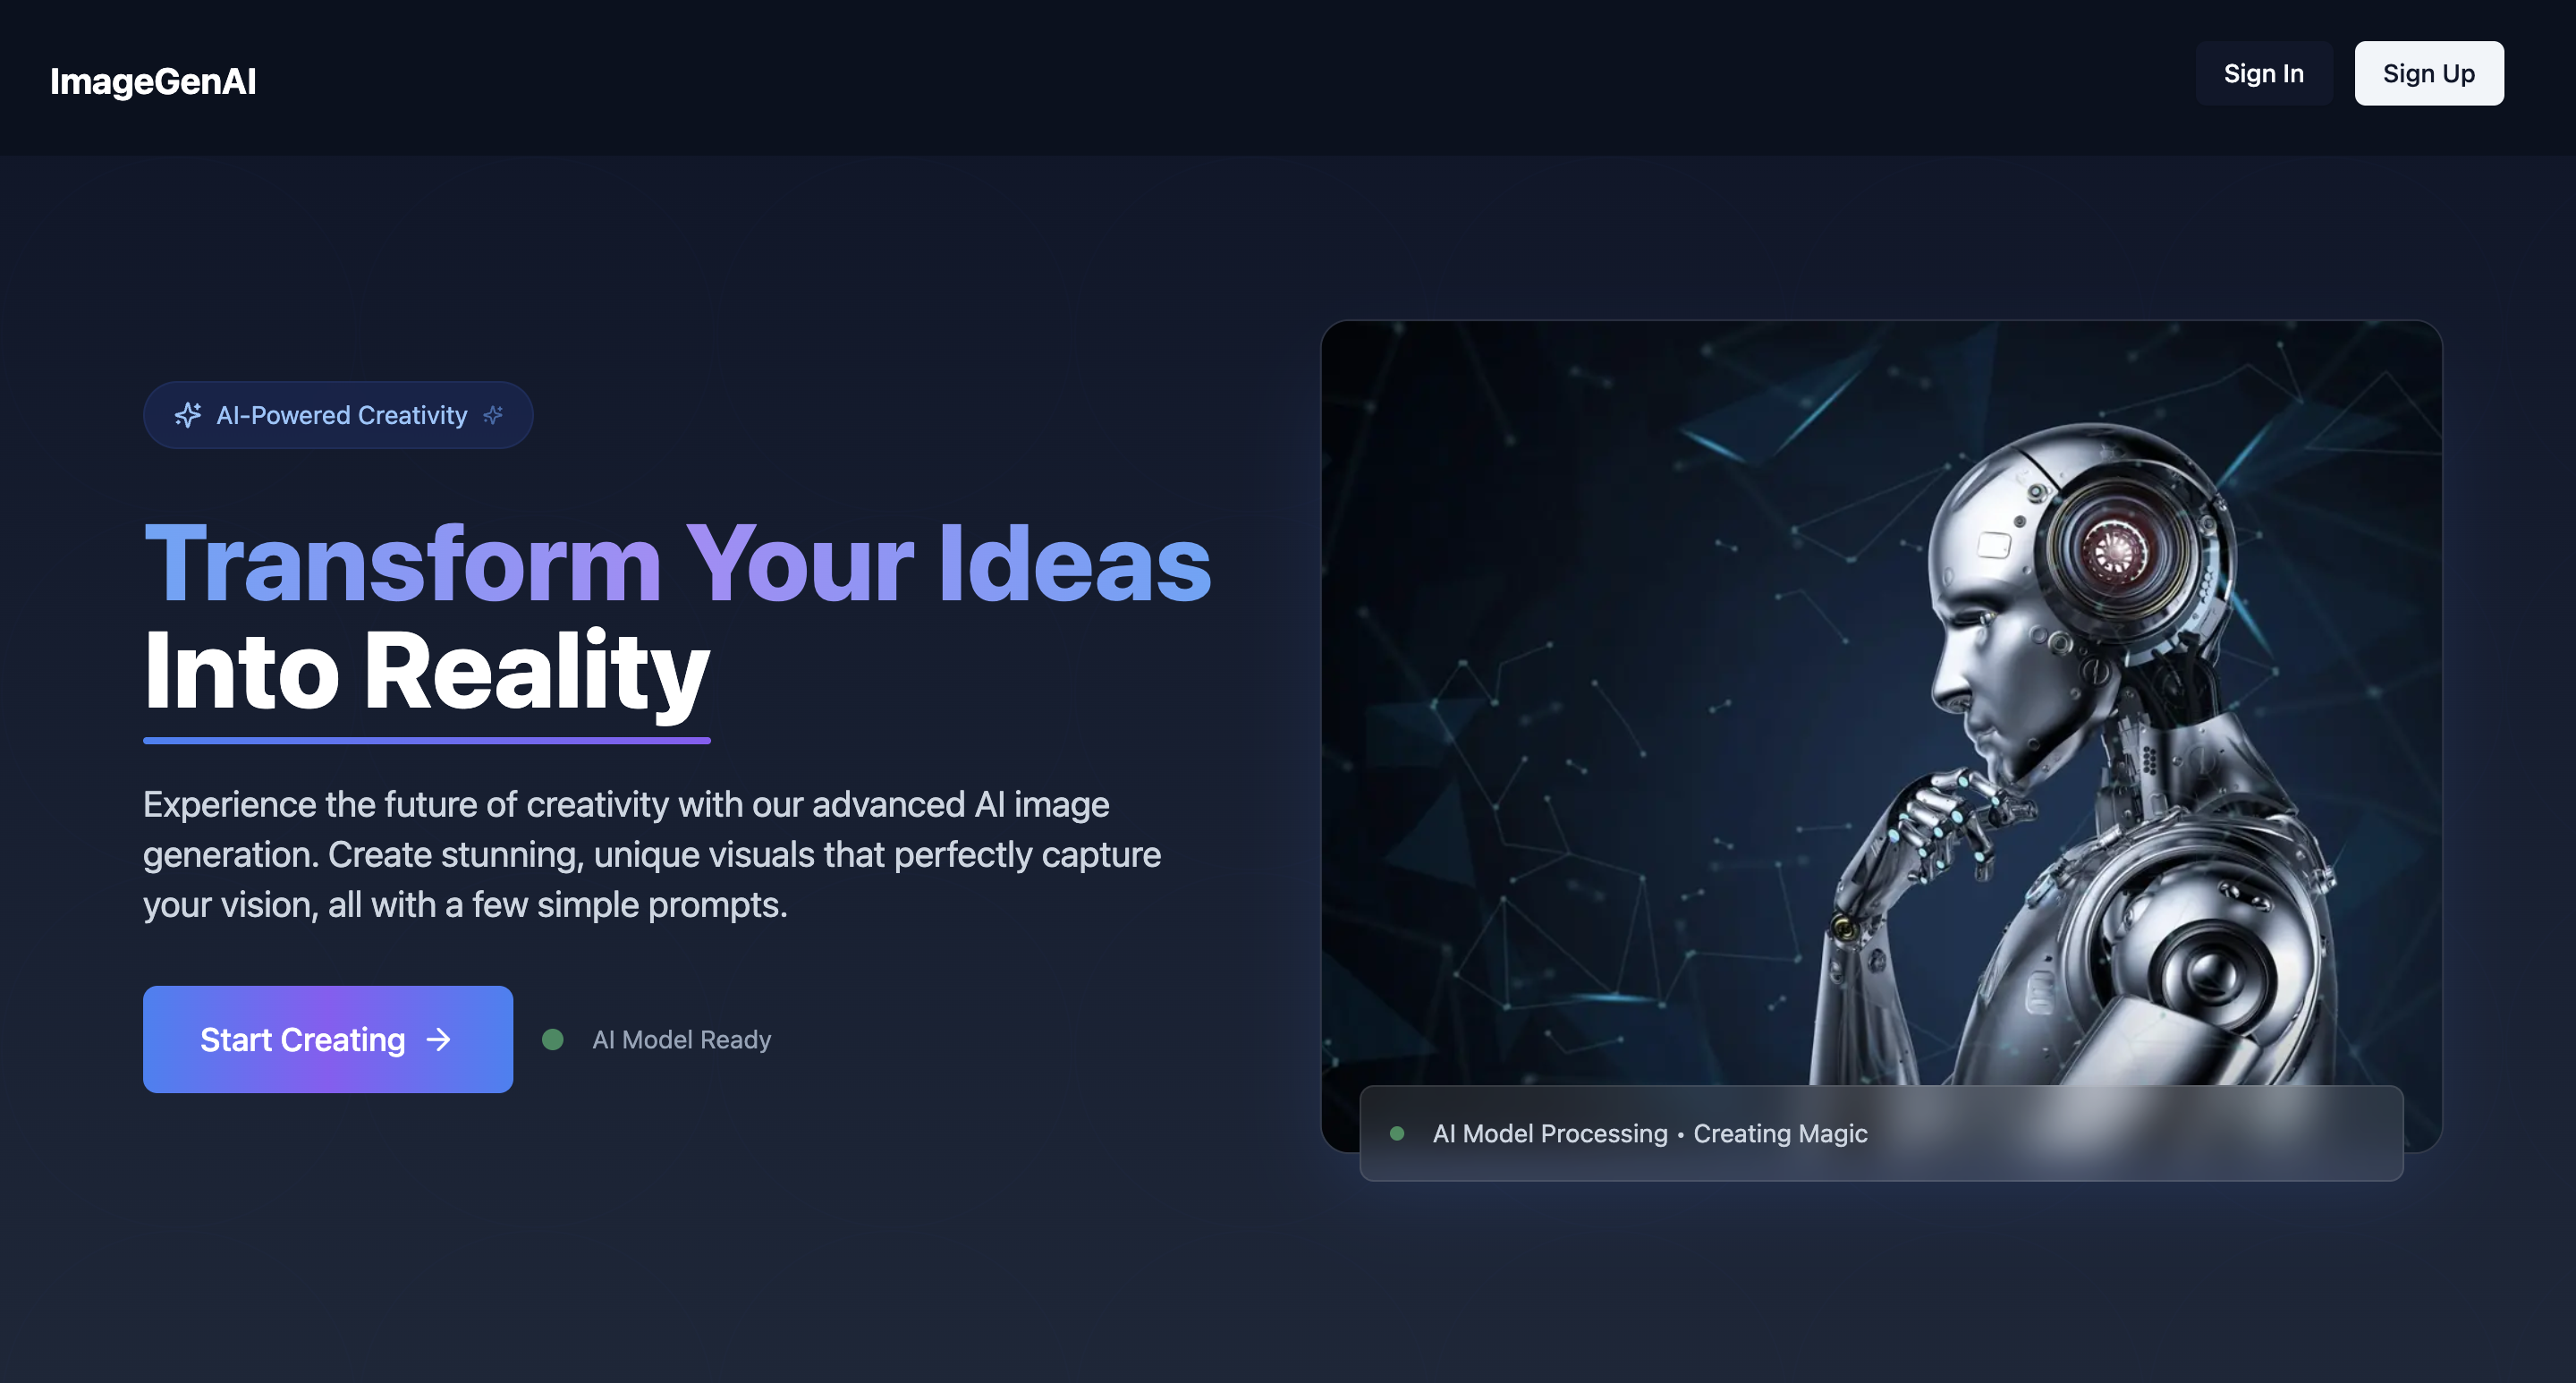 ImageGenAI
Sign In
Sign Up
AI-Powered Creativity
Transform Your Ideas
Into Reality
Experience the future of creativity with our advanced AI image
generation. Create stunning, unique visuals that perfectly capture
your vision, all with a few simple prompts.
Start Creating →
AI Model Ready
AI Model Processing • Creating Magic